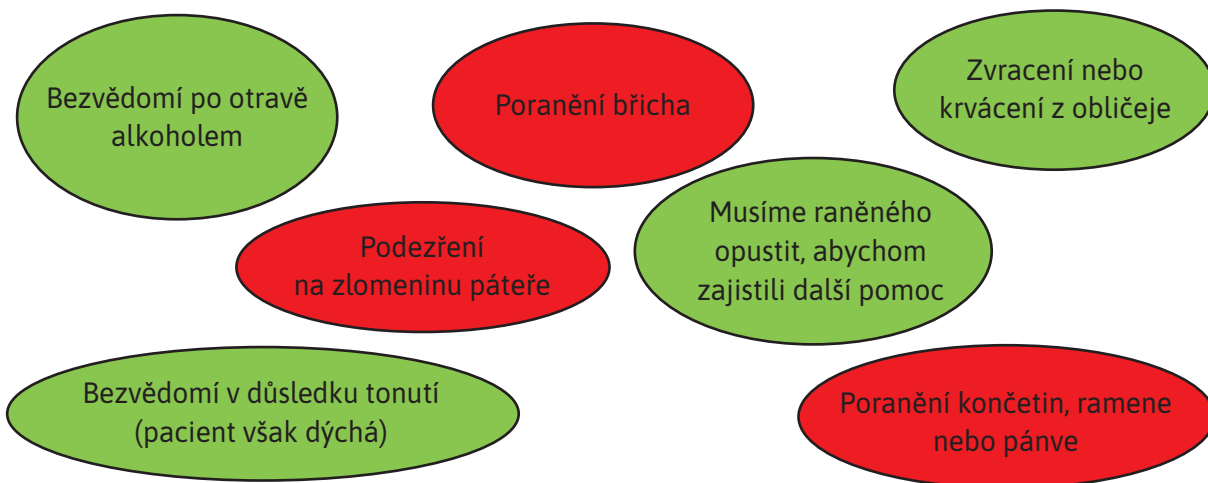 Bezvědomí po otravě
alkoholem
Poranění břicha
Zvracení nebo
krvácení z obličeje
Podezření
na zlomeninu páteře
Musíme raněného
opustit, abychom
zajistili další pomoc
Bezvědomí v důsledku tonutí
(pacient však dýchá)
Poranění končetin, ramene
nebo pánve